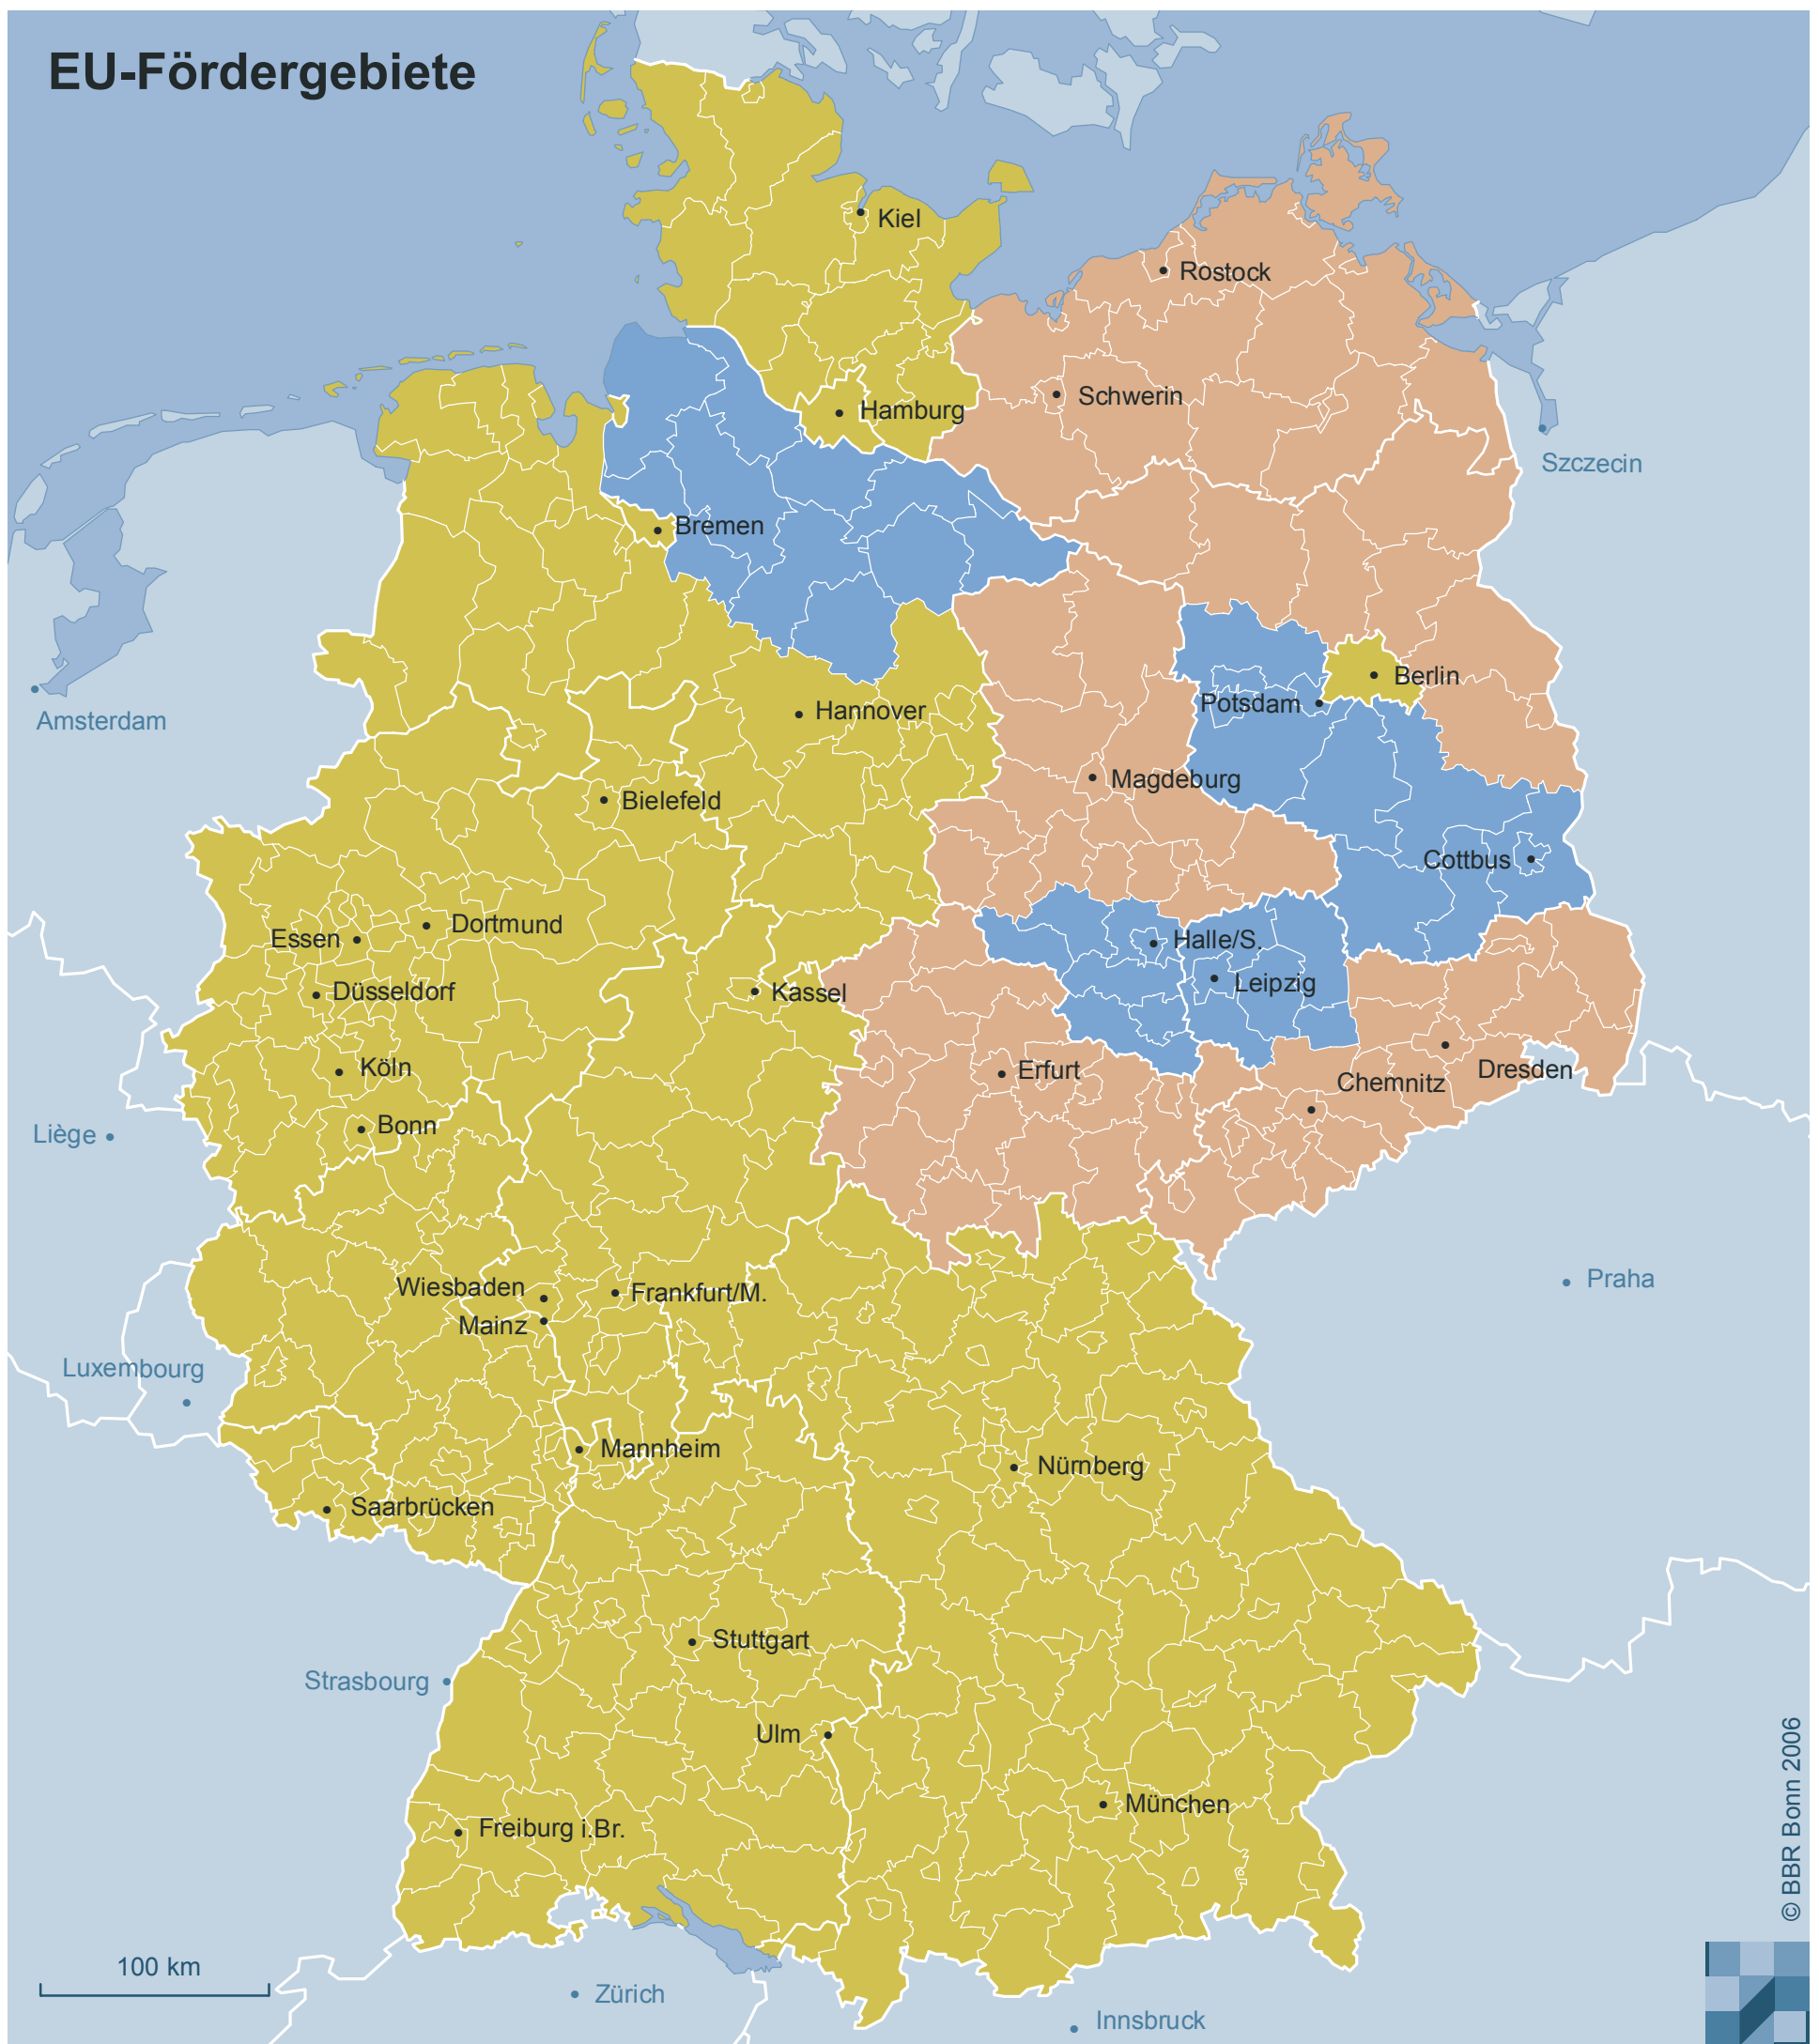 EU-Fördergebiete
Kiel
Rostock
Hamburg
Schwerin
Szczecin
Bremen
Berlin
Potsdam
Amsterdam
Hannover
Magdeburg
Bielefeld
Cottbus
Dortmund
Essen
Halle/S.
Leipzig
Düsseldorf
Kassel
Köln
Erfurt
Dresden
Chemnitz
Bonn
Liège
Wiesbaden
Frankfurt/M.
Praha
Mainz
Luxembourg
Mannheim
Nürnberg
Saarbrücken
Stuttgart
Strasbourg
Ulm
München
Freiburg i.Br.
© BBR Bonn 2006
100 km
Zürich
Innsbruck